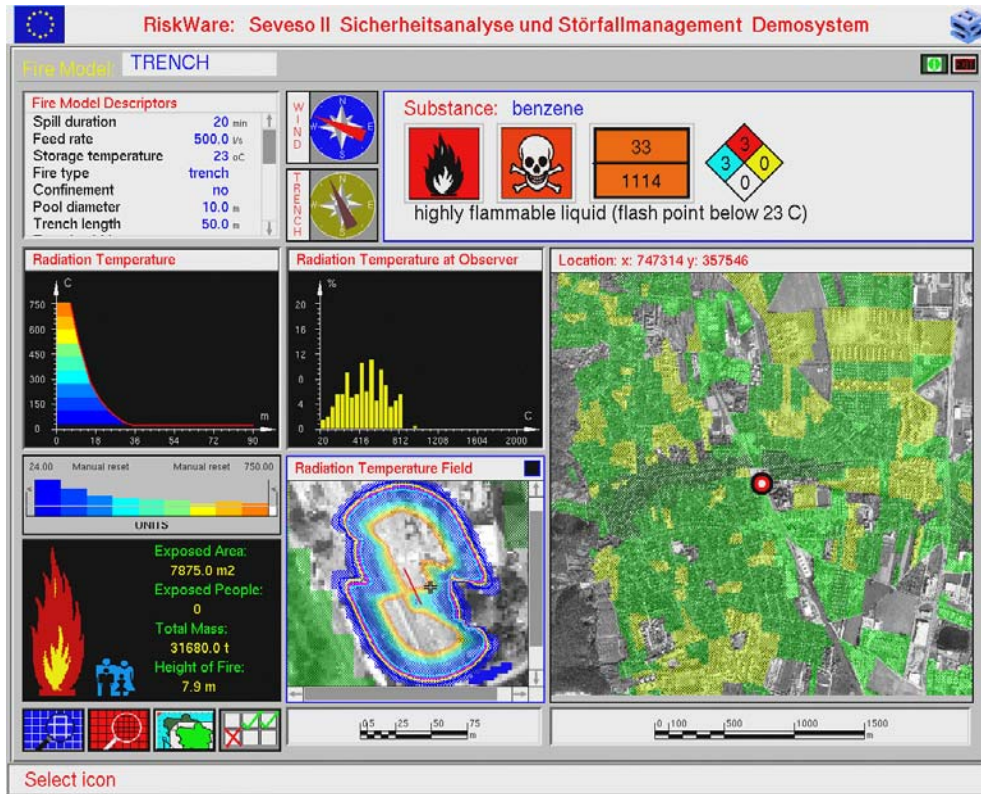 RiskWare: Seveso II Sicherheitsanalyse und Störfallmanagement Demosystem
Fire Model: TRENCH
Fire Model Descriptors
Spill duration 20 min
Feed rate 500.0 l/s
Storage temperature 23 oC
Fire type trench
Confinement no
Pool diameter 10.0 m
Trench length 50.0 m
WIND
N
W E
S
TRENCH
Substance: benzene
33
1114
3
3 0
0
highly flammable liquid (flash point below 23 C)
Radiation Temperature
C
750
600
450
300
150
0
m
0 18 36 54 72 90
Radiation Temperature at Observer
%
20
16
12
8
4
0
C
20 416 812 1208 1604 2000
Location: x: 747314 y: 357546
24.00 Manual reset Manual reset 750.00
UNITS
Radiation Temperature Field
Exposed Area:
7875.0 m2
Exposed People:
0
Total Mass:
31680.0 t
Height of Fire:
7.9 m
0 5 25 50 75
m
0 100 500 1000 1500
m
Select icon